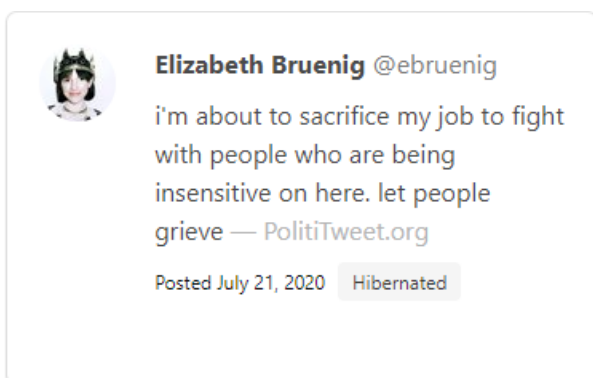 Elizabeth Bruenig @ebruenig
i'm about to sacrifice my job to fight
with people who are being
insensitive on here. let people
grieve — PolitiTweet.org
Posted July 21, 2020 Hibernated